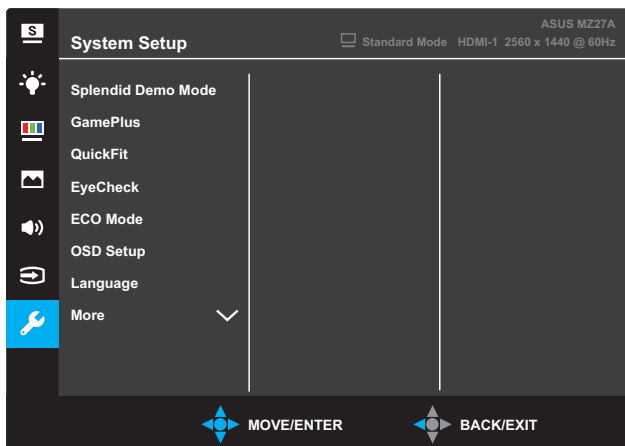 S
ASUS MZ27A
System Setup
Standard Mode HDMI-1 2560 x 1440 @ 60Hz
Splendid Demo Mode
GamePlus
QuickFit
EyeCheck
ECO Mode
OSD Setup
Language
More
MOVE/ENTER BACK/EXIT